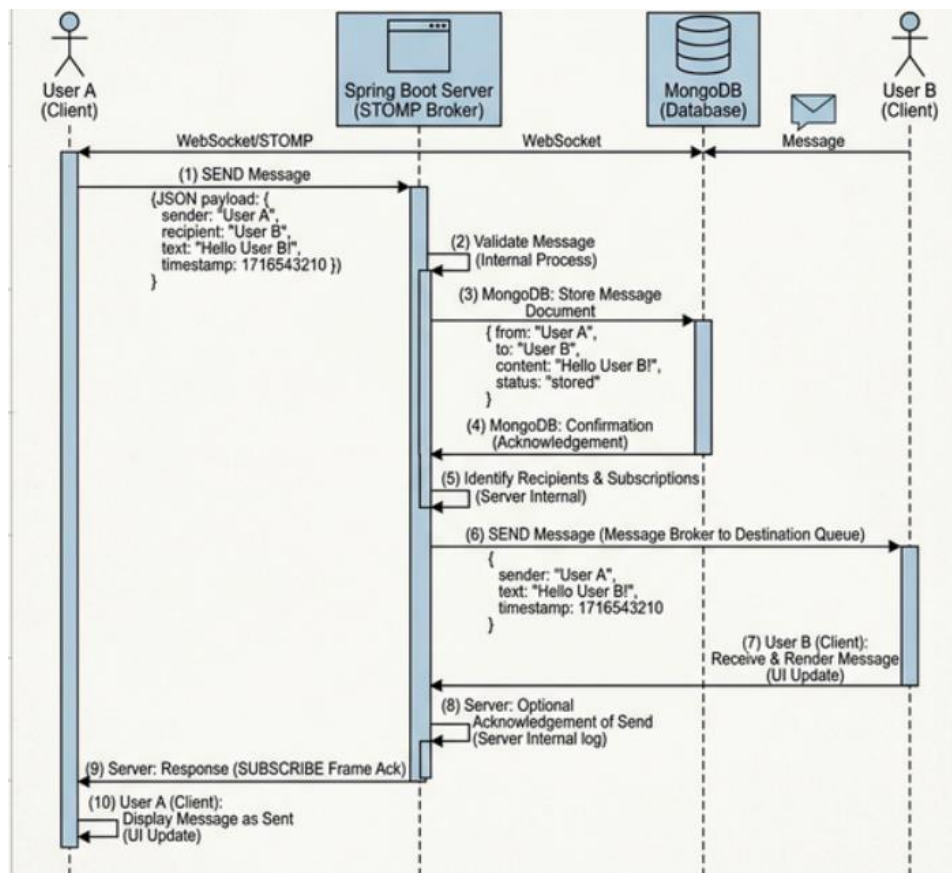 User A
(Client)
Spring Boot Server
(STOMP Broker)
MongoDB
(Database)
User B
(Client)
WebSocket/STOMP
WebSocket
Message
(1) SEND Message
{JSON payload: {
sender: "User A",
recipient: "User B",
text: "Hello User B!",
timestamp: 1716543210 })
}
(2) Validate Message
(Internal Process)
(3) MongoDB: Store Message
Document
{ from: "User A",
to: "User B",
content: "Hello User B!",
status: "stored"
}
(4) MongoDB: Confirmation
(Acknowledgement)
(5) Identify Recipients & Subscriptions
(Server Internal)
(6) SEND Message (Message Broker to Destination Queue)
{
sender: "User A",
text: "Hello User B!",
timestamp: 1716543210
}
(7) User B (Client):
Receive & Render Message
(UI Update)
(8) Server: Optional
Acknowledgement of Send
(Server Internal log)
(9) Server: Response (SUBSCRIBE Frame Ack)
(10) User A (Client):
Display Message as Sent
(UI Update)